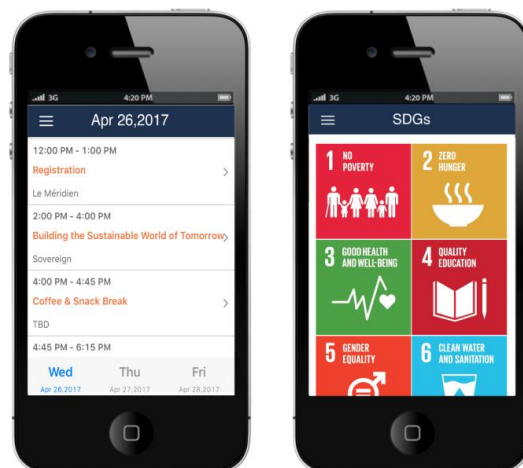 3G 4:20 PM
Apr 26,2017
12:00 PM - 1:00 PM
Registration
Le Méridien
2:00 PM - 4:00 PM
Building the Sustainable World of Tomorrow
Sovereign
4:00 PM - 4:45 PM
Coffee & Snack Break
TBD
4:45 PM - 6:15 PM
Wed Thu Fri
Apr 26,2017 Apr 27,2017 Apr 28,2017
3G 4:20 PM
SDGs
1 NO
POVERTY
2 ZERO
HUNGER
3 GOOD HEALTH
AND WELL-BEING
4 QUALITY
EDUCATION
5 GENDER
EQUALITY
6 CLEAN WATER
AND SANITATION